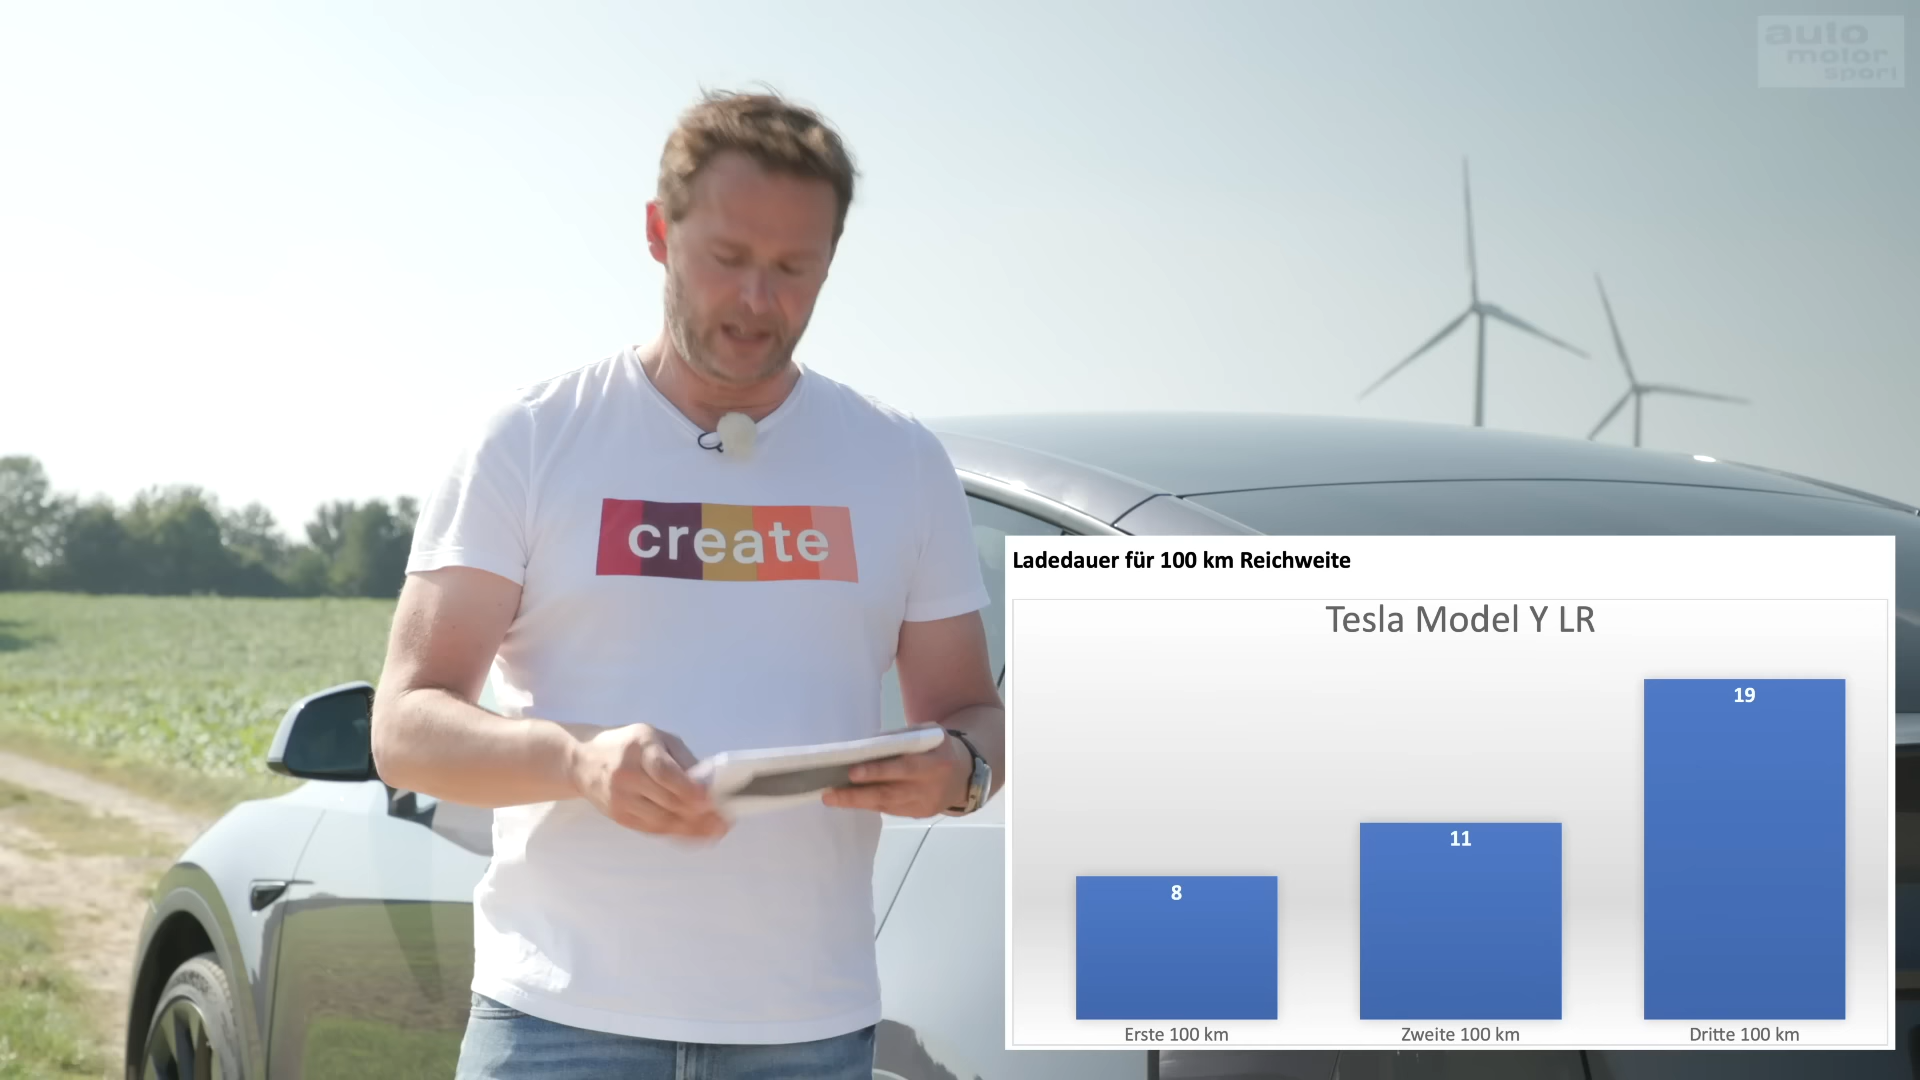 auto
motor
sport
create
Ladedauer für 100 km Reichweite
Tesla Model Y LR
19
11
8
Erste 100 km
Zweite 100 km
Dritte 100 km